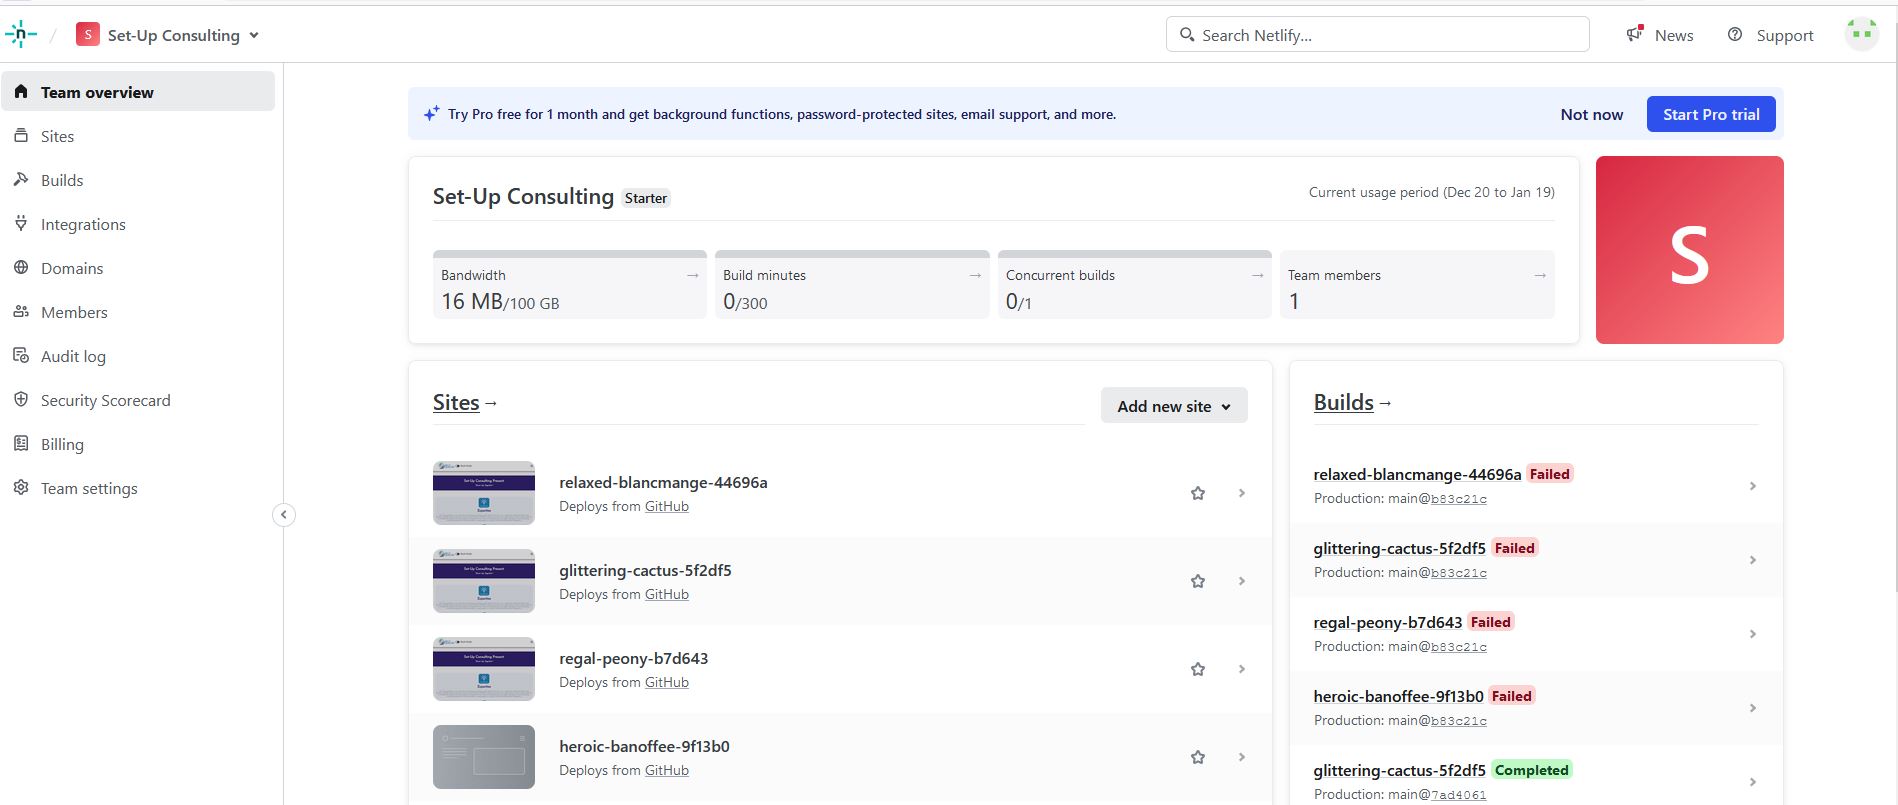 n / S Set-Up Consulting
Search Netlify...
News
Support
Team overview
Sites
Builds
Integrations
Domains
Members
Audit log
Security Scorecard
Billing
Team settings
Try Pro free for 1 month and get background functions, password-protected sites, email support, and more.
Not now
Start Pro trial
Set-Up Consulting Starter
Current usage period (Dec 20 to Jan 19)
Bandwidth →
16 MB/100 GB
Build minutes →
0/300
Concurrent builds →
0/1
Team members →
1
S
Sites →
Add new site
relaxed-blancmange-44696a
Deploys from GitHub
glittering-cactus-5f2df5
Deploys from GitHub
regal-peony-b7d643
Deploys from GitHub
heroic-banoffee-9f13b0
Deploys from GitHub
Builds →
relaxed-blancmange-44696a Failed
Production: main@b83c21c
glittering-cactus-5f2df5 Failed
Production: main@b83c21c
regal-peony-b7d643 Failed
Production: main@b83c21c
heroic-banoffee-9f13b0 Failed
Production: main@b83c21c
glittering-cactus-5f2df5 Completed
Production: main@7ad4061